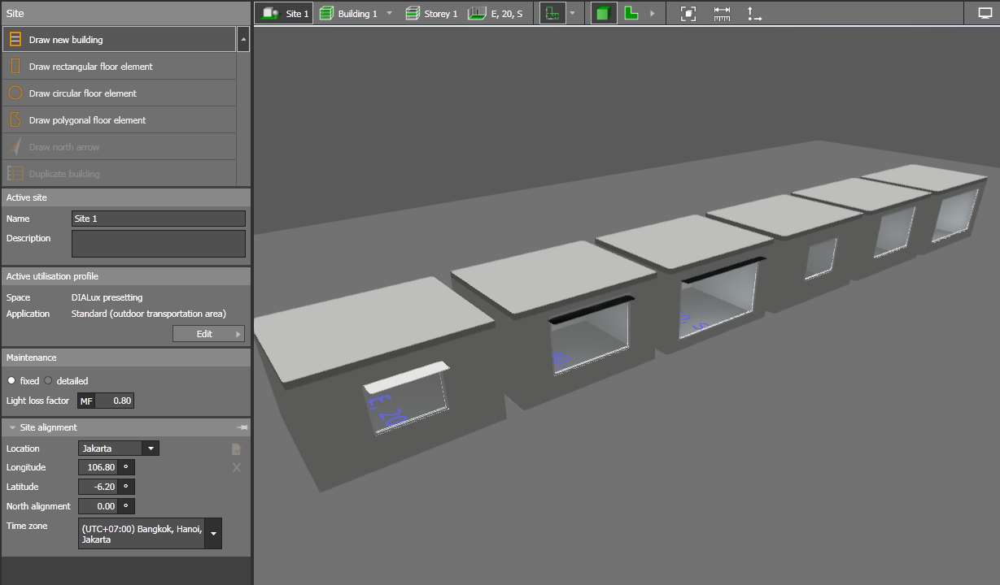 Site
Site 1
Building 1
Storey 1
E, 20, S
Draw new building
Draw rectangular floor element
Draw circular floor element
Draw polygonal floor element
Draw north arrow
Duplicate building
Active site
Name
Site 1
Description
Active utilisation profile
Space
DIALux presetting
Application
Standard (outdoor transportation area)
Edit
Maintenance
fixed
detailed
Light loss factor
MF
0.80
Site alignment
Location
Jakarta
Longitude
106.80 °
Latitude
-6.20 °
North alignment
0.00 °
Time zone
(UTC+07:00) Bangkok, Hanoi,
Jakarta
E, 20